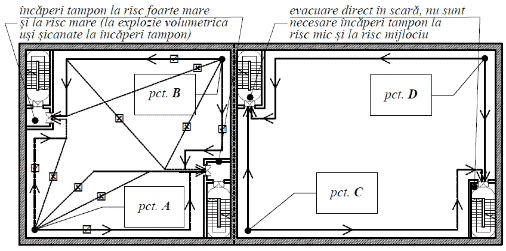 încăperi tampon la risc foarte mare
și la risc mare (la explozie volumetrica
uși șicanate la încăperi tampon)
evacuare direct în scară, nu sunt
necesare încăperi tampon la
risc mic și la risc mijlociu
pct. B
pct. D
pct. A
pct. C